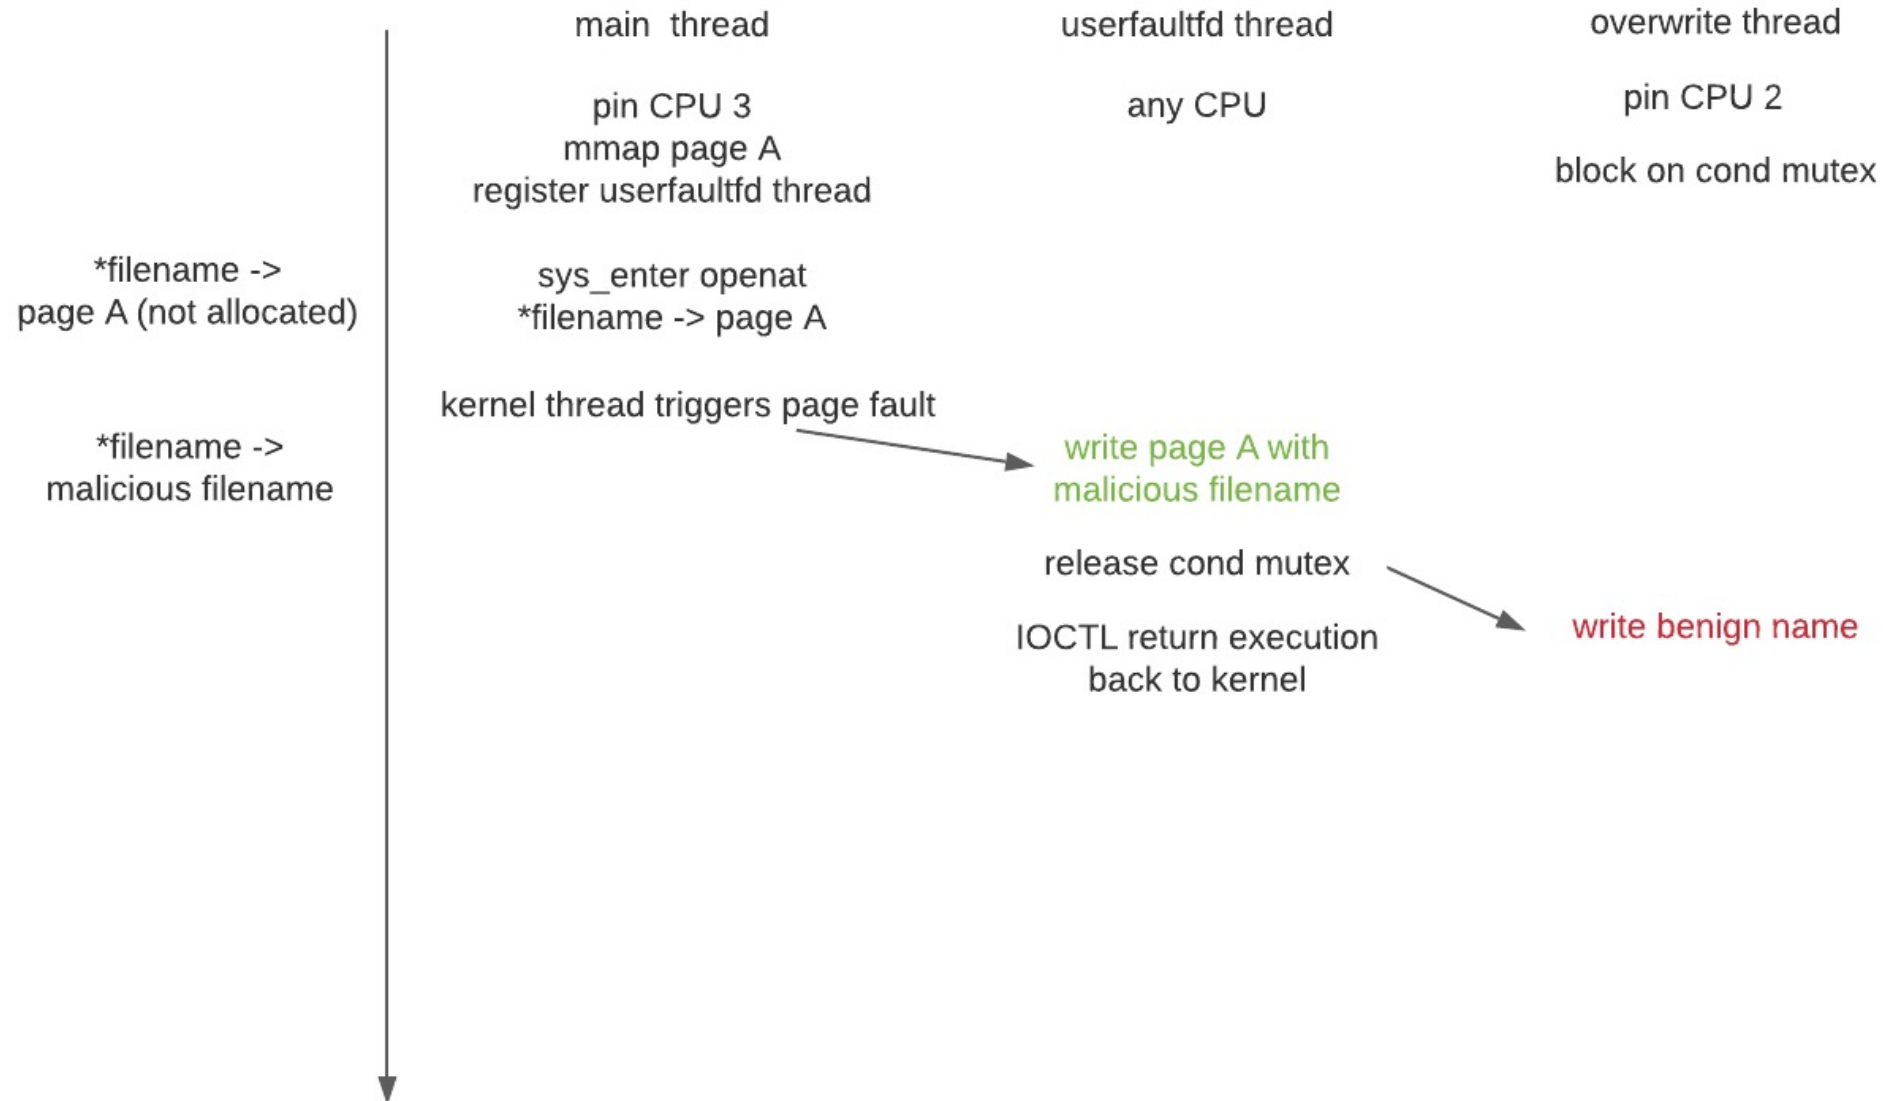 main thread
userfaultfd thread
overwrite thread
pin CPU 3
any CPU
pin CPU 2
mmap page A
block on cond mutex
register userfaultfd thread
*filename ->
page A (not allocated)
sys_enter openat
*filename -> page A
kernel thread triggers page fault
*filename ->
malicious filename
write page A with
malicious filename
release cond mutex
write benign name
IOCTL return execution
back to kernel